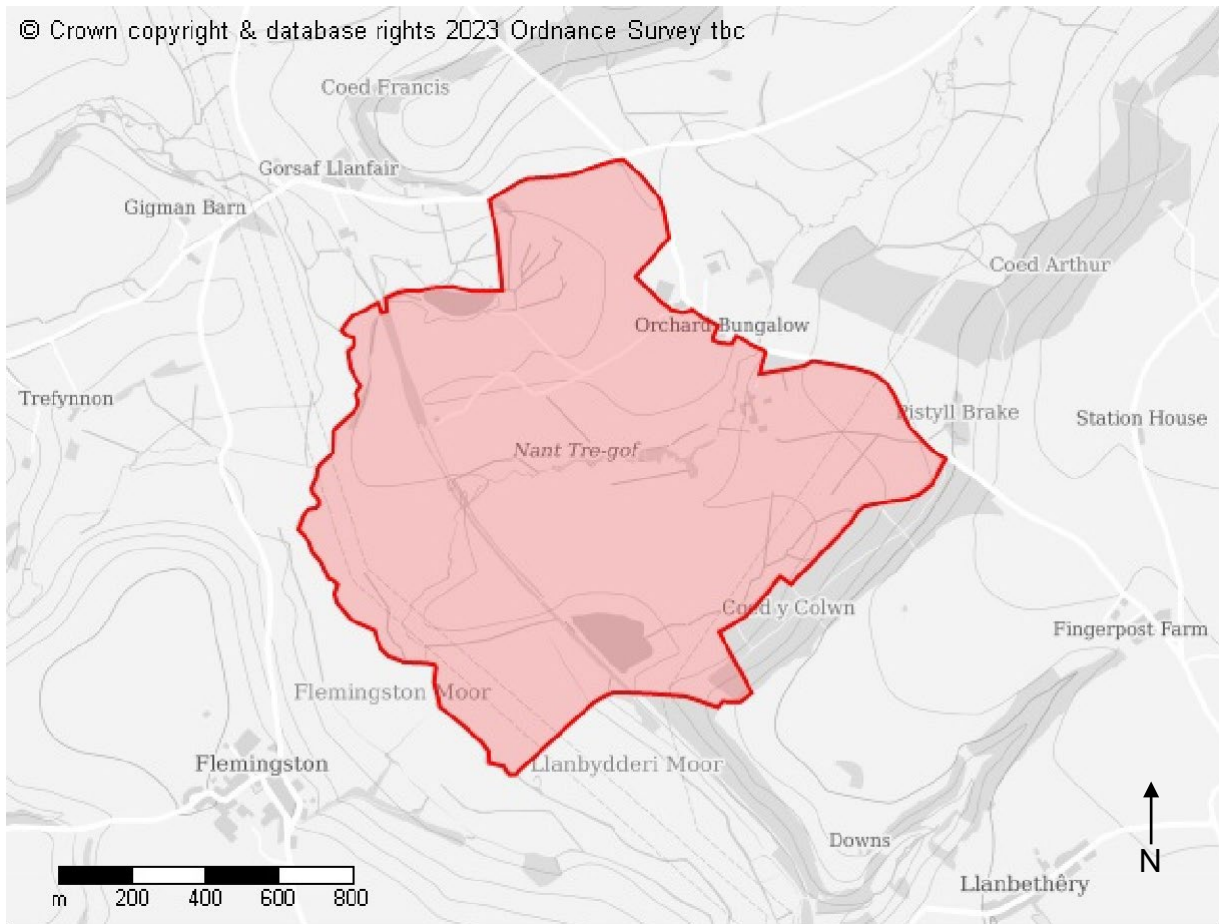 © Crown copyright & database rights 2023 Ordnance Survey tbc
Coed Francis
Gorsaf Llanfair
Gigman Barn
Coed Arthur
Orchard Bungalow
Trefynnon
Pistyll Brake
Station House
Nant Tre-gof
Coed y Colwn
Fingerpost Farm
Flemingston Moor
Flemingston
Llanbydderi Moor
Downs
Llanbethêry
N
m 200 400 600 800